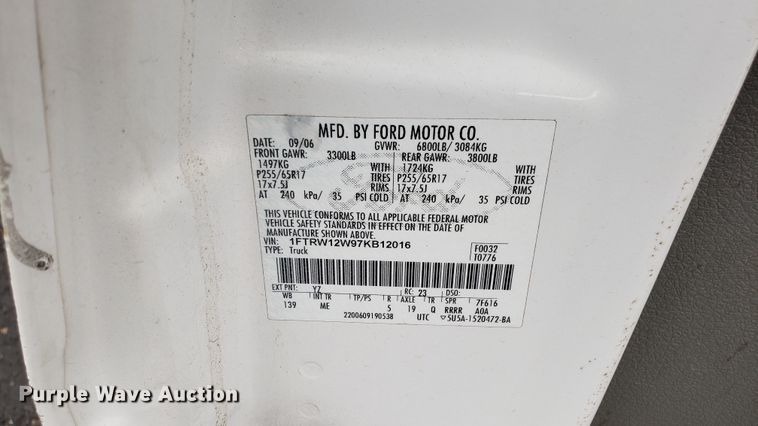 MFD. BY FORD MOTOR CO.
DATE: 09/06 GVWR: 6800LB/ 3084KG
FRONT GAWR: 3300LB REAR GAWR: 3800LB
1497KG WITH 1724KG WITH
P255/65R17 TIRES P255/65R17 TIRES
17x7.5J RIMS 17x7.5J RIMS
AT 240 kPa/ 35 PSI COLD AT 240 kPa/ 35 PSI COLD
THIS VEHICLE CONFORMS TO ALL APPLICABLE FEDERAL MOTOR
VEHICLE SAFETY STANDARDS IN EFFECT ON THE DATE OF
MANUFACTURE SHOWN ABOVE.
VIN: 1FTRW12W97KB12016 F0032
TYPE: Truck T0776
EXT PNT: YZ RC: 23 DSO:
WB INT TR TP/PS R AXLE TR SPR 7F616
139 ME 5 19 Q RRRR AOA
2200609190538 UTC 5U5A-1520472-BA
Purple Wave Auction